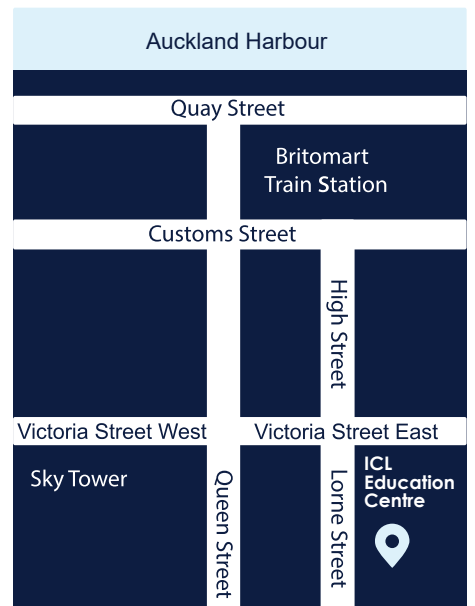 Auckland Harbour
Quay Street
Britomart
Train Station
Customs Street
High Street
Victoria Street West
Victoria Street East
Sky Tower
Queen Street
Lorne Street
ICL
Education
Centre